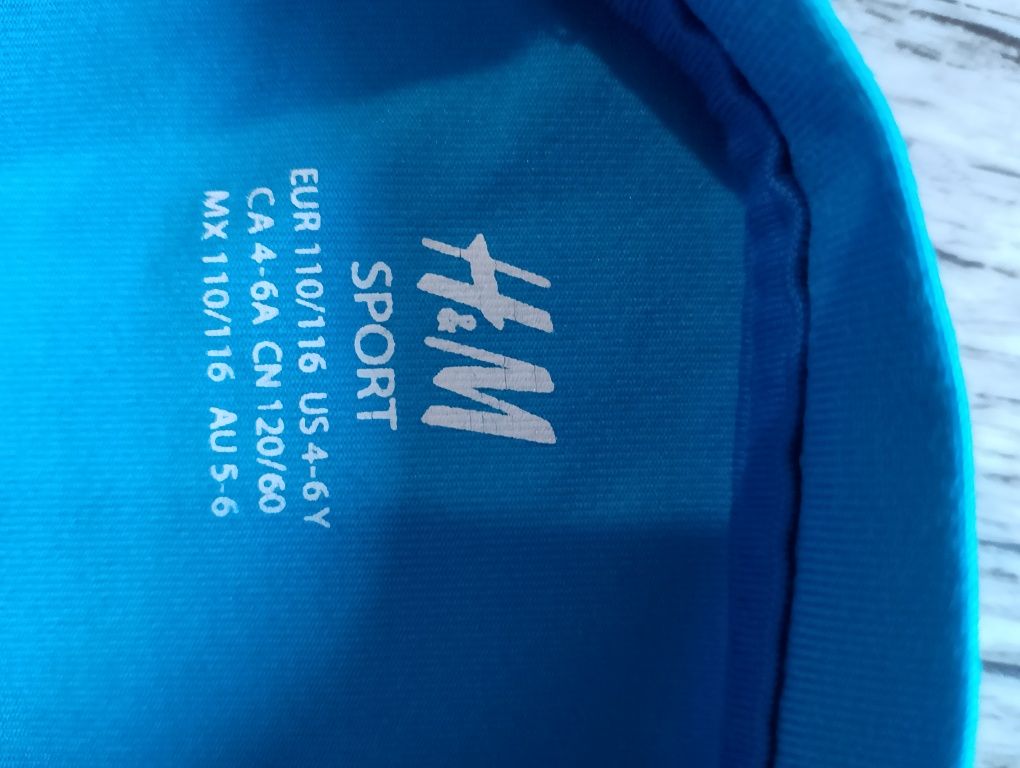 H&M
SPORT
EUR 110/116 US 4-6Y
CA 4-6A CN 120/60
MX 110/116 AU 5-6